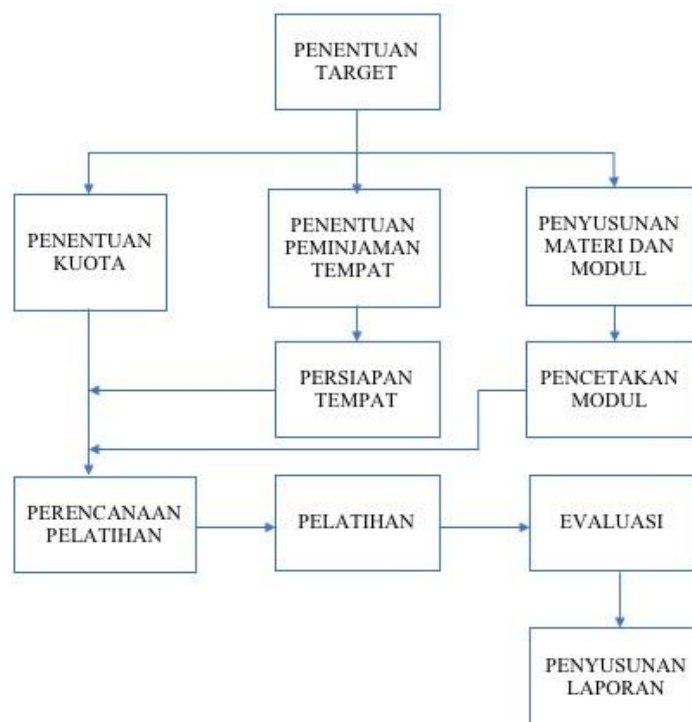 PENENTUAN
TARGET
PENENTUAN
KUOTA
PENENTUAN
PEMINJAMAN
TEMPAT
PENYUSUNAN
MATERI DAN
MODUL
PERSIAPAN
TEMPAT
PENCETAKAN
MODUL
PERENCANAAN
PELATIHAN
PELATIHAN
EVALUASI
PENYUSUNAN
LAPORAN